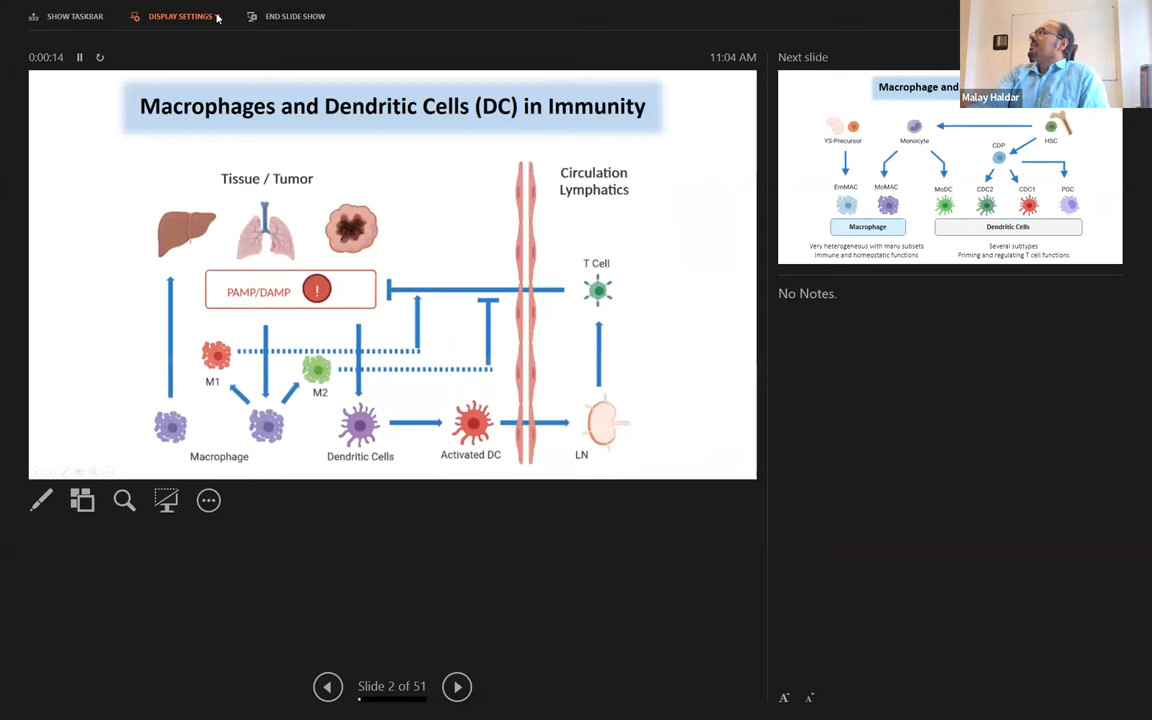 SHOW TASKBAR
DISPLAY SETTINGS
END SLIDE SHOW
0:00:14
11:04 AM
Next slide
Malay Haldar
Macrophages and Dendritic Cells (DC) in Immunity
Tissue / Tumor
Circulation
Lymphatics
PAMP/DAMP
!
T Cell
M1
M2
Macrophage
Dendritic Cells
Activated DC
LN
Macrophage and
YS-Precursor
Monocyte
HSC
CDP
EmMAC
MoMAC
MoDC
CDC2
CDC1
PDC
Macrophage
Dendritic Cells
Very heterogeneous with many subsets
Immune and homeostatic functions
Several subtypes
Priming and regulating T cell functions
No Notes.
Slide 2 of 51
A
A